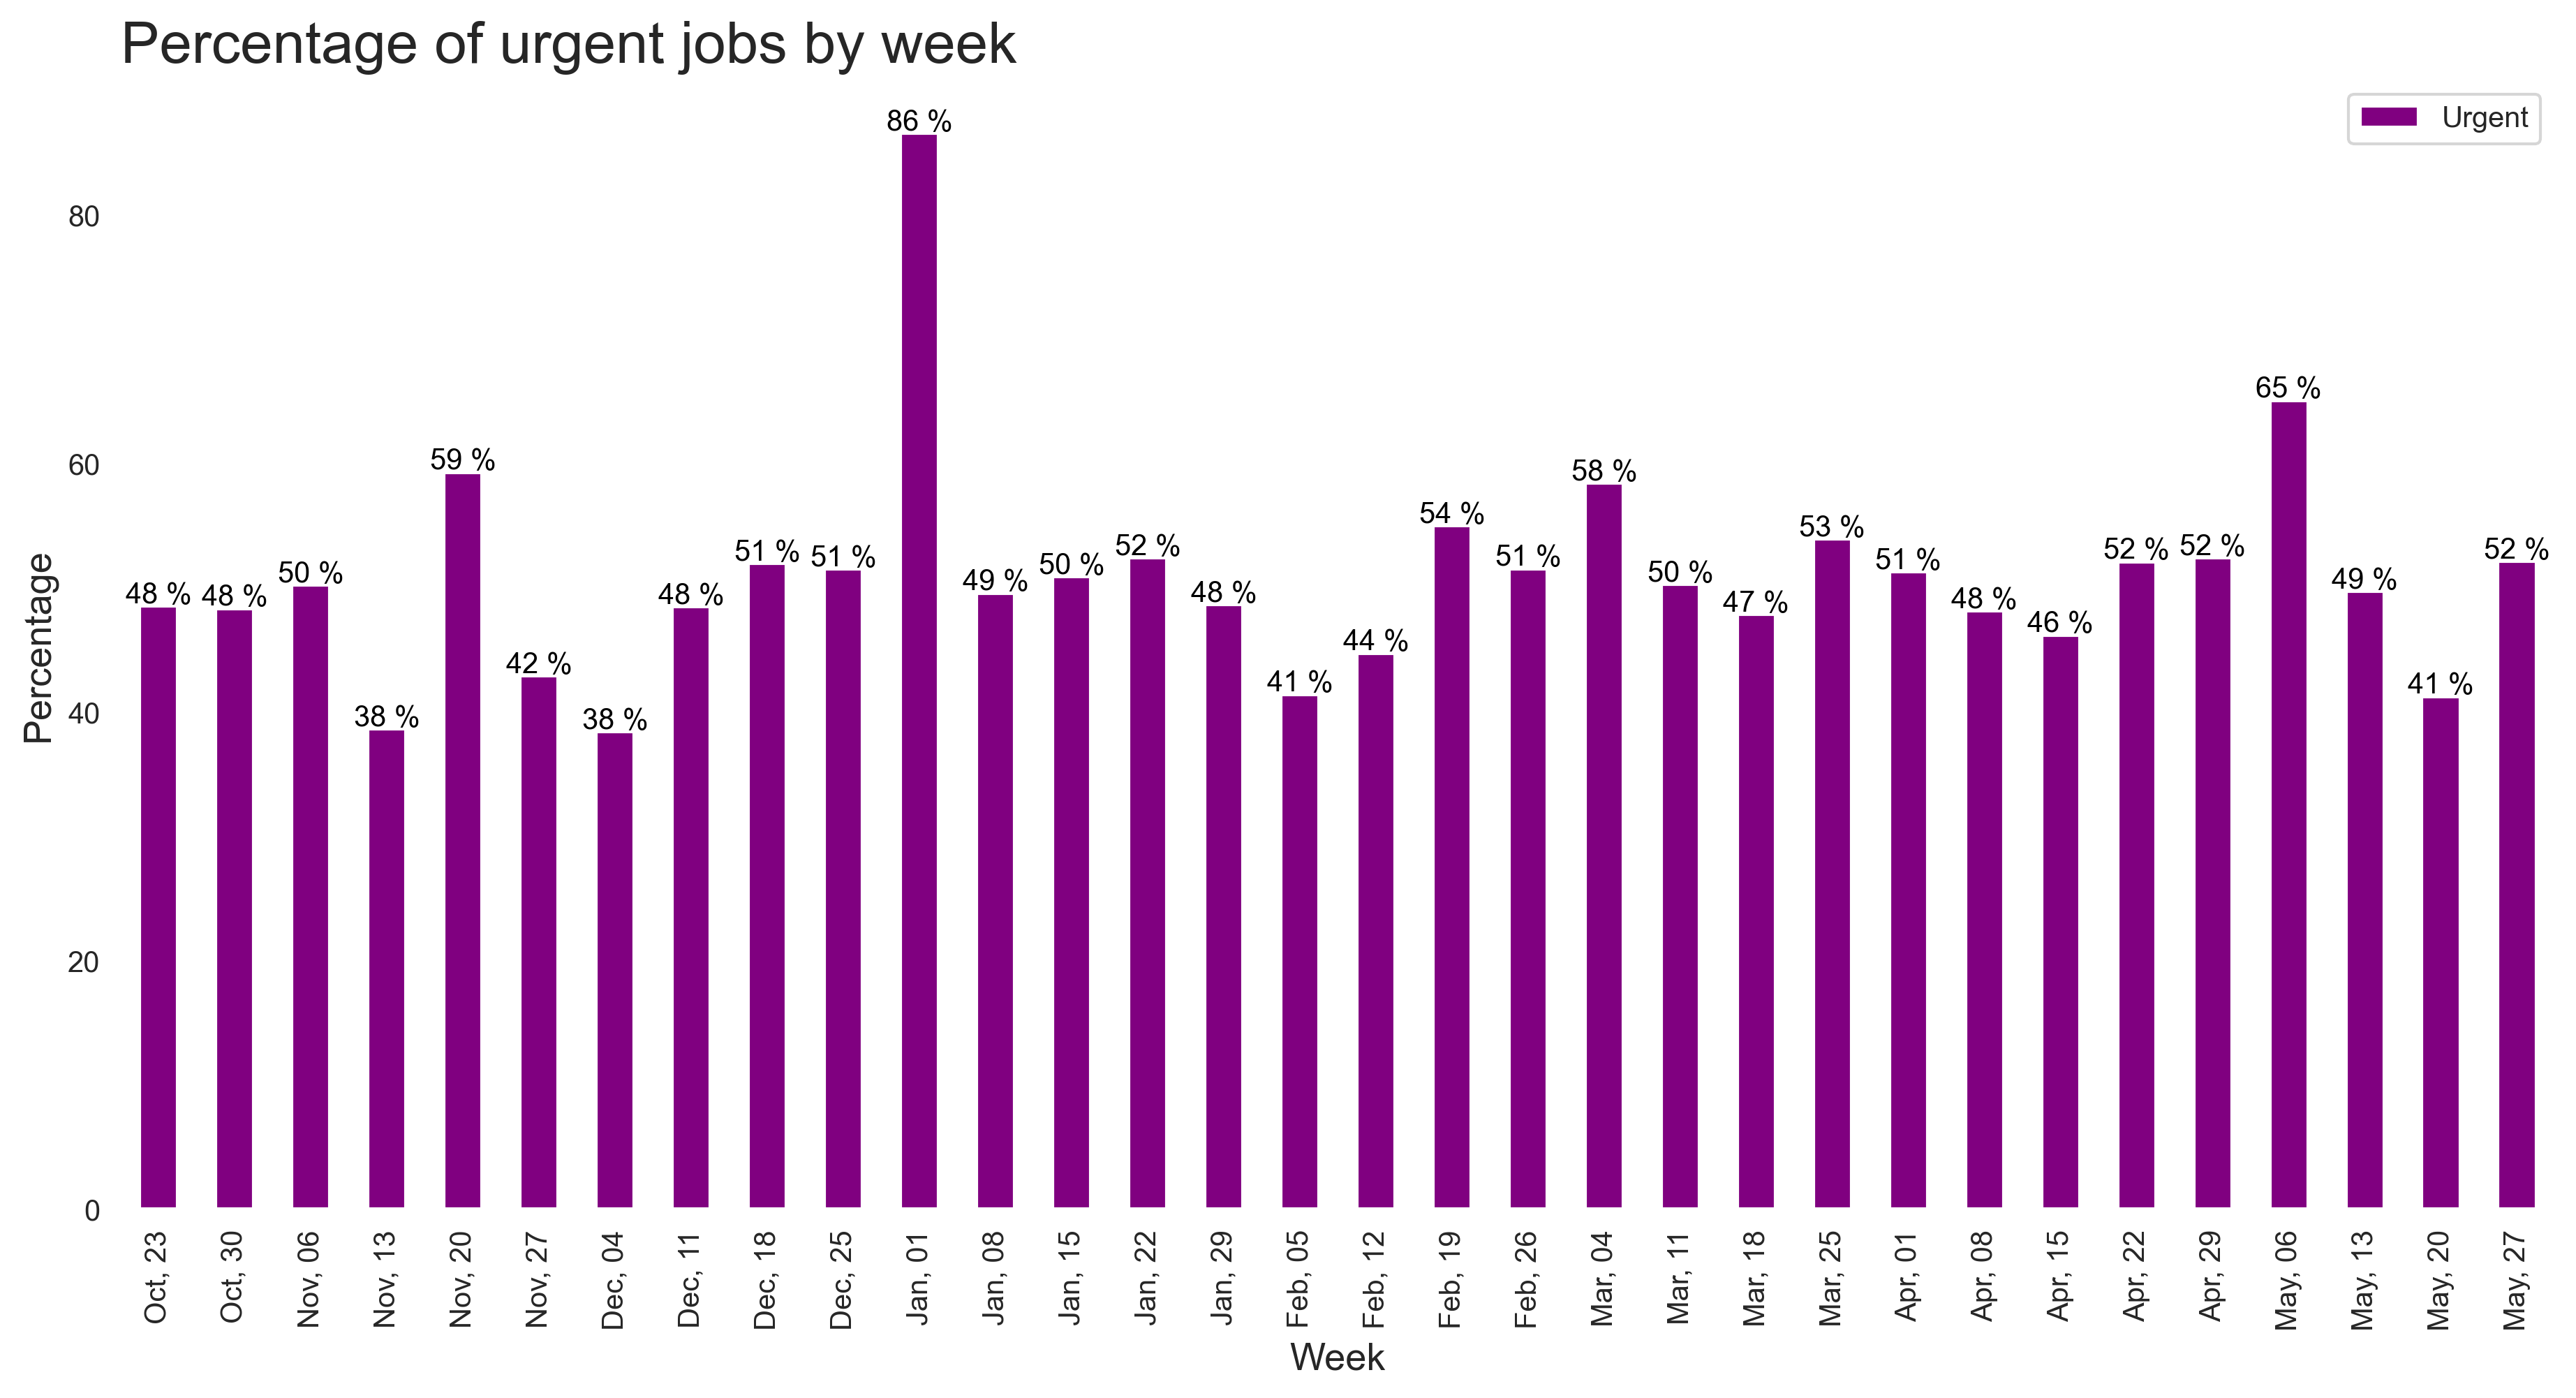 Percentage of urgent jobs by week
Urgent
Percentage
80
60
40
20
0
48 %
48 %
50 %
38 %
59 %
42 %
38 %
48 %
51 %
51 %
86 %
49 %
50 %
52 %
48 %
41 %
44 %
54 %
51 %
58 %
50 %
47 %
53 %
51 %
48 %
46 %
52 %
52 %
65 %
49 %
41 %
52 %
Oct, 23
Oct, 30
Nov, 06
Nov, 13
Nov, 20
Nov, 27
Dec, 04
Dec, 11
Dec, 18
Dec, 25
Jan, 01
Jan, 08
Jan, 15
Jan, 22
Jan, 29
Feb, 05
Feb, 12
Feb, 19
Feb, 26
Mar, 04
Mar, 11
Mar, 18
Mar, 25
Apr, 01
Apr, 08
Apr, 15
Apr, 22
Apr, 29
May, 06
May, 13
May, 20
May, 27
Week